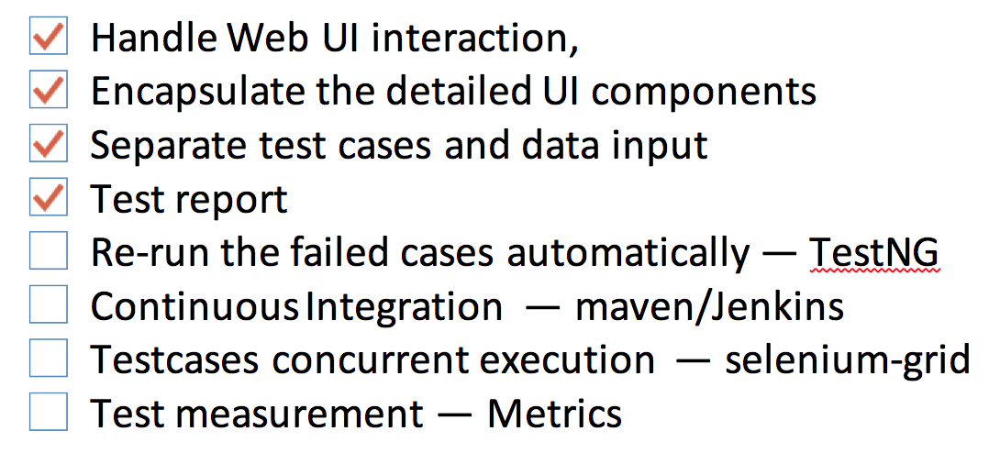 Handle Web UI interaction,
Encapsulate the detailed UI components
Separate test cases and data input
Test report
Re-run the failed cases automatically — TestNG
Continuous Integration — maven/Jenkins
Testcases concurrent execution — selenium-grid
Test measurement — Metrics